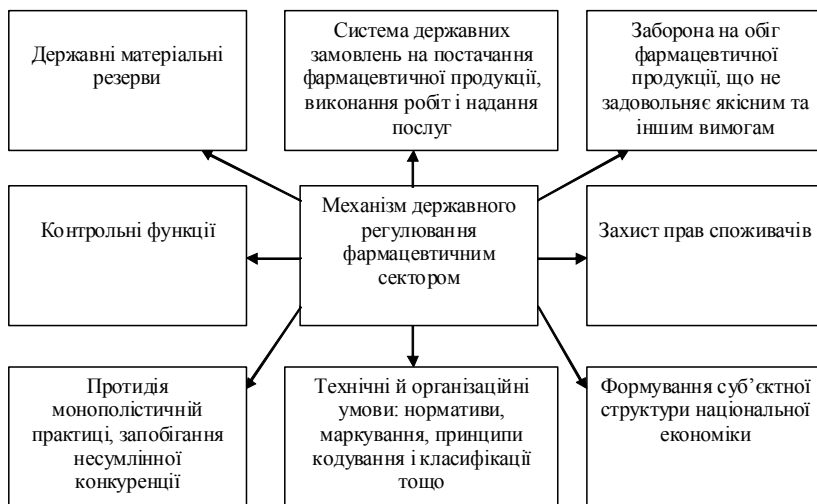 Державні матеріальні
резерви
Система державних
замовлень на постачання
фармацевтичної продукції,
виконання робіт і надання
послуг
Заборона на обіг
фармацевтичної
продукції, що не
задовольняє якісним та
іншим вимогам
Контрольні функції
Механізм державного
регулювання
фармацевтичним
сектором
Захист прав споживачів
Протидія
монополістичній
практиці, запобігання
несумлінної
конкуренції
Технічні й організаційні
умови: нормативи,
маркування, принципи
кодування і класифікації
тощо
Формування суб’єктної
структури національної
економіки